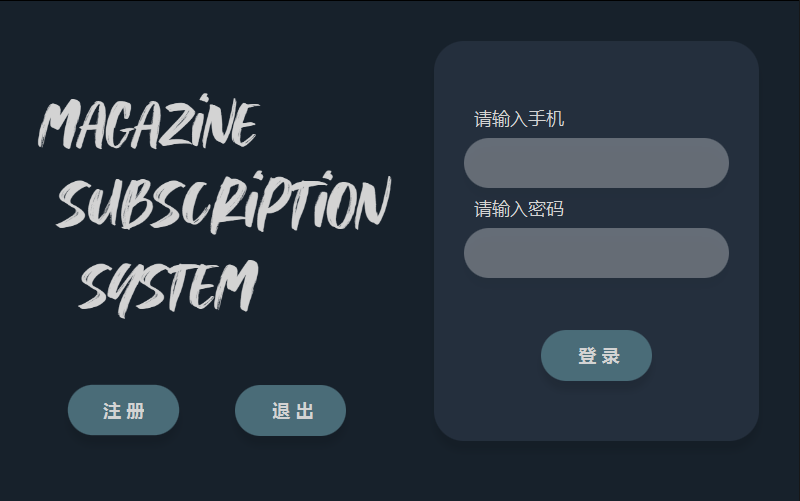 MAGAZINE
SUBSCRIPTION
SYSTEM
注 册
退 出
请输入手机
请输入密码
登 录